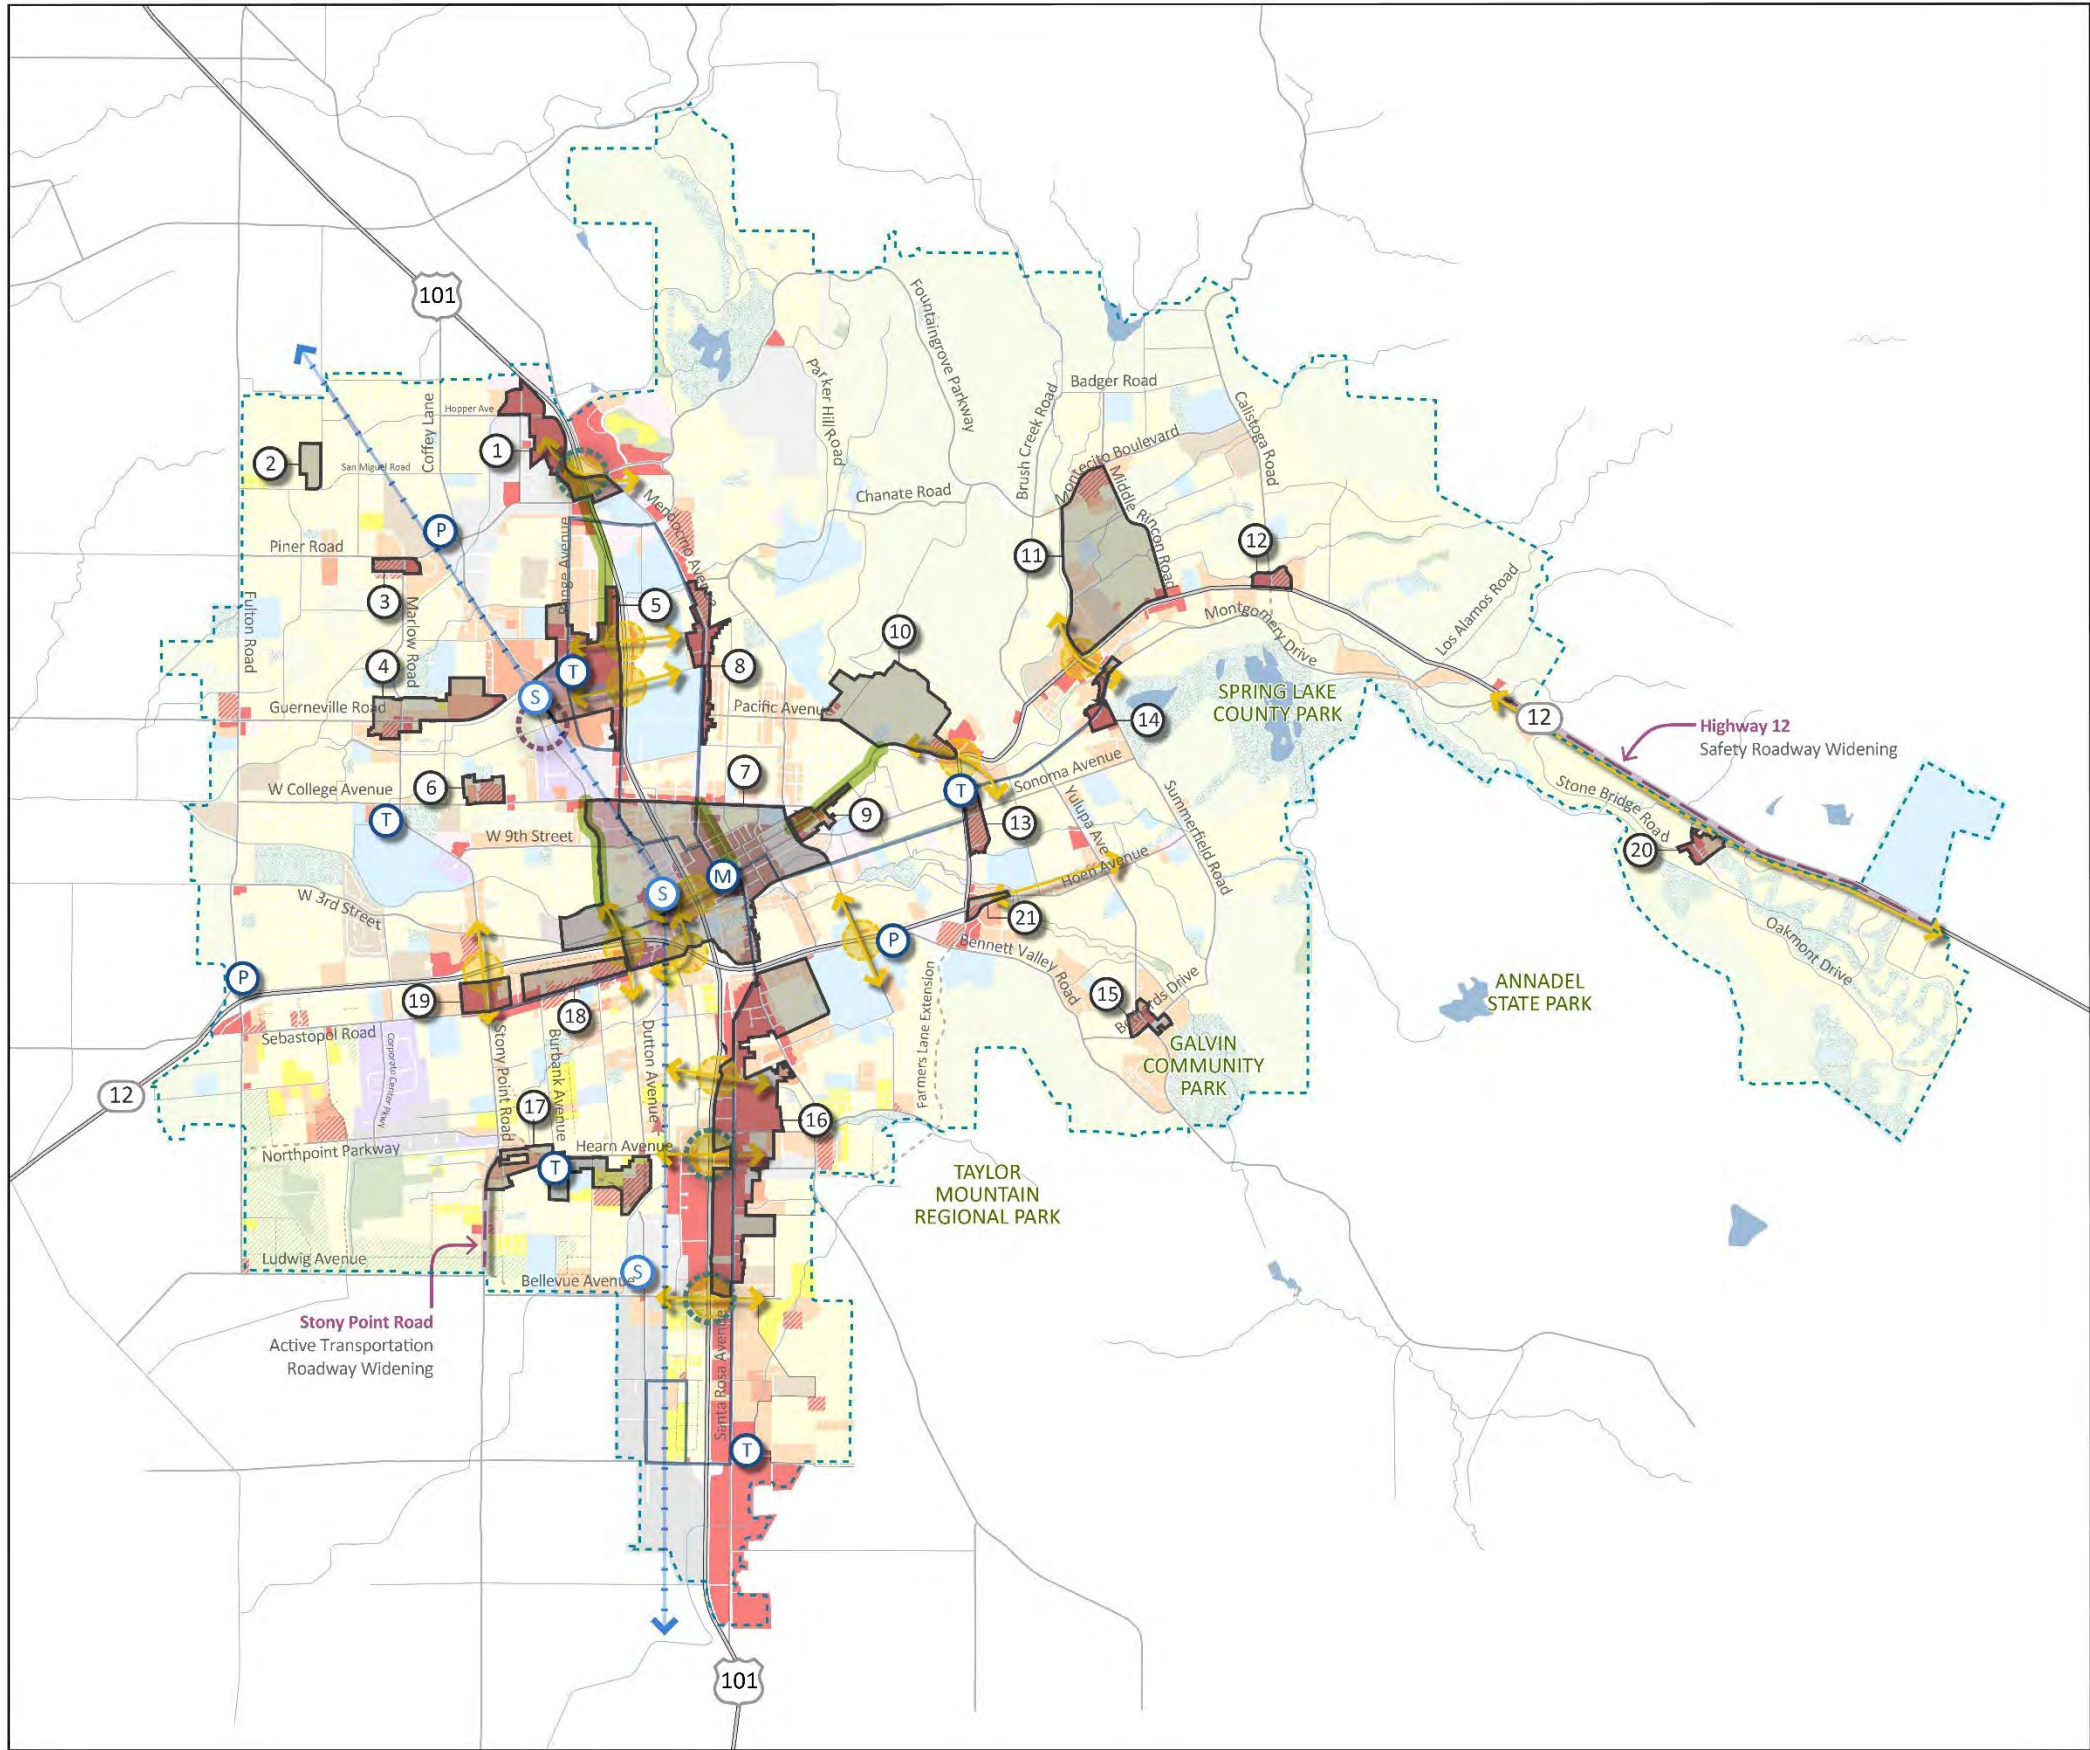 101
Fountaingrove Parkway
Parker Hill Road
Badger Road
Hopper Ave
Coffey Lane
Brush Creek Road
Calistoga Road
1
2
San Miguel Road
Montecito Boulevard
Middle Rincon Road
Chanate Road
Mendocino Avenue
P
Piner Road
Range Avenue
11
12
3
Marlow Road
5
Fulton Road
Montgomery Drive
Los Alamos Road
10
4
T
8
S
Guerneville Road
Pacific Avenue
SPRING LAKE
COUNTY PARK
14
12
Highway 12
Safety Roadway Widening
7
W College Avenue
6
T
Sonoma Avenue
Yulupa Ave
Summerfield Road
Stone Bridge Road
T
9
13
W 9th Street
20
M
S
Hoen Avenue
W 3rd Street
21
P
Bennett Valley Road
Oakmont Drive
P
19
18
Farmers Lane Extension
ANNADEL
STATE PARK
15
Sebastopol Road
Corporate Center Pkwy
Stony Point Road
Burbank Avenue
Dutton Avenue
GALVIN
COMMUNITY
PARK
12
17
16
Northpoint Parkway
Hearn Avenue
T
TAYLOR
MOUNTAIN
REGIONAL PARK
Ludwig Avenue
Bellevue Avenue
S
Stony Point Road
Active Transportation
Roadway Widening
Santa Rosa Avenue
T
101